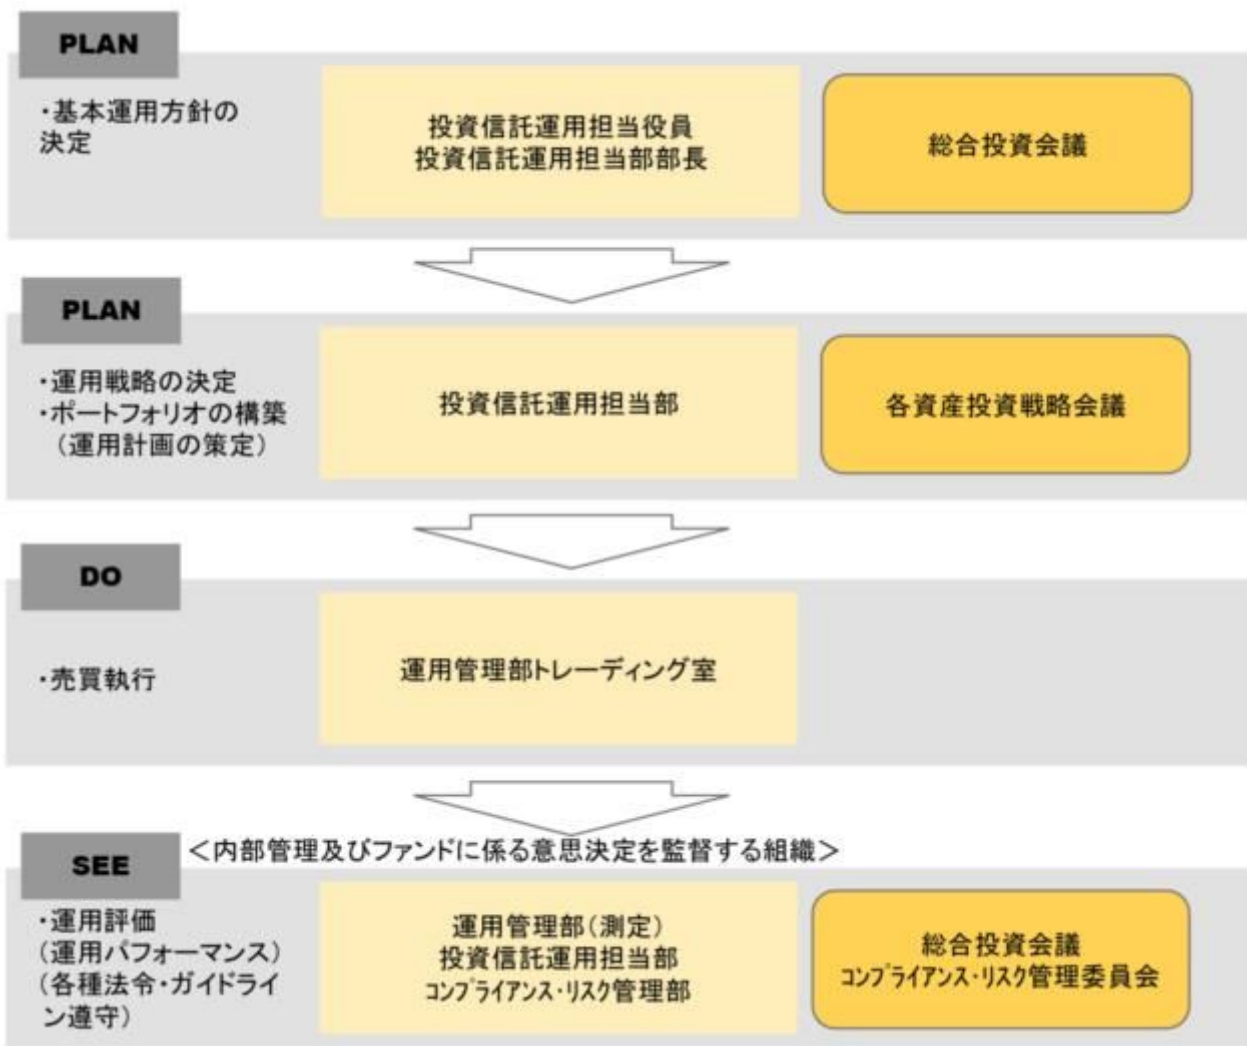 PLAN
・基本運用方針の
決定
投資信託運用担当役員
投資信託運用担当部部長
総合投資会議
PLAN
・運用戦略の決定
・ポートフォリオの構築
（運用計画の策定）
投資信託運用担当部
各資産投資戦略会議
DO
・売買執行
運用管理部トレーディング室
SEE
＜内部管理及びファンドに係る意思決定を監督する組織＞
・運用評価
（運用パフォーマンス）
（各種法令・ガイドライ
ン遵守）
運用管理部（測定）
投資信託運用担当部
ｺﾝﾌﾟﾗｲｱﾝｽ・ﾘｽｸ管理部
総合投資会議
ｺﾝﾌﾟﾗｲｱﾝｽ・ﾘｽｸ管理委員会